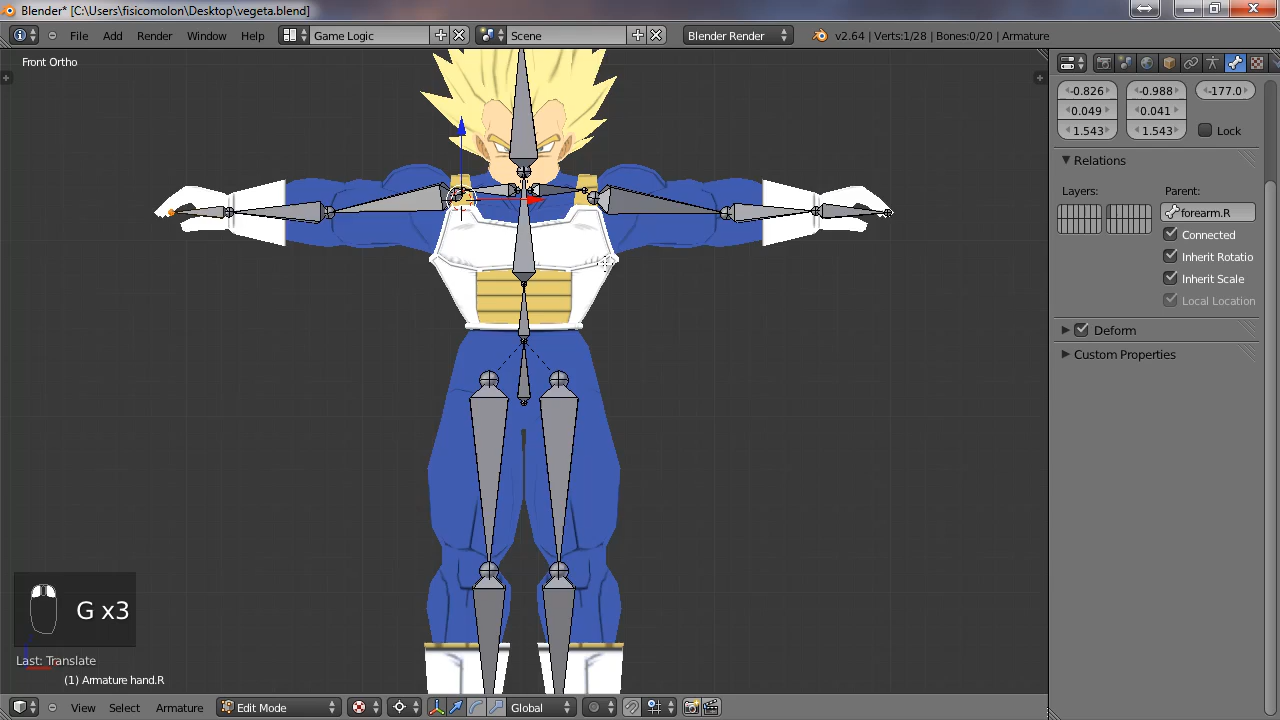 Blender* [C:\Users\fisicomolon\Desktop\vegeta.blend]
File Add Render Window Help Game Logic Scene Blender Render v2.64 | Verts:1/28 | Bones:0/20 | Armature
Front Ortho
-0.826 -0.988 -177.0
0.049 0.041
1.543 1.543 Lock
Relations
Layers: Parent:
forearm.R
Connected
Inherit Rotatio
Inherit Scale
Local Location
Deform
Custom Properties
G x3
Last: Translate
(1) Armature hand.R
View Select Armature Edit Mode Global